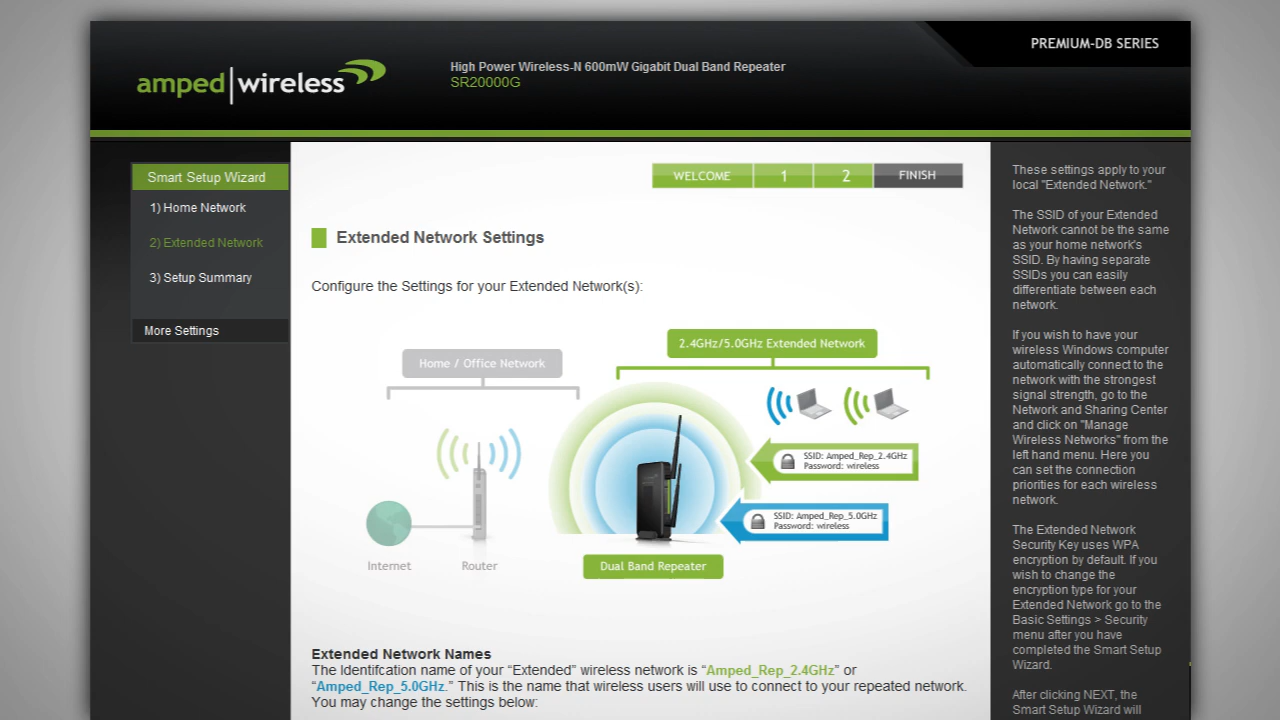 amped wireless
High Power Wireless-N 600mW Gigabit Dual Band Repeater
SR20000G
PREMIUM-DB SERIES
Smart Setup Wizard
1) Home Network
2) Extended Network
3) Setup Summary
More Settings
WELCOME 1 2 FINISH
Extended Network Settings
Configure the Settings for your Extended Network(s):
Home / Office Network
2.4GHz/5.0GHz Extended Network
SSID: Amped_Rep_2.4GHz
Password: wireless
SSID: Amped_Rep_5.0GHz
Password: wireless
Internet
Router
Dual Band Repeater
Extended Network Names
The Identifcation name of your “Extended” wireless network is “Amped_Rep_2.4GHz” or
“Amped_Rep_5.0GHz.” This is the name that wireless users will use to connect to your repeated network.
You may change the settings below:
These settings apply to your
local "Extended Network."
The SSID of your Extended
Network cannot be the same
as your home network's
SSID. By having separate
SSIDs you can easily
differentiate between each
network.
If you wish to have your
wireless Windows computer
automatically connect to the
network with the strongest
signal strength, go to the
Network and Sharing Center
and click on "Manage
Wireless Networks" from the
left hand menu. Here you
can set the connection
priorities for each wireless
network.
The Extended Network
Security Key uses WPA
encryption by default. If you
wish to change the
encryption type for your
Extended Network go to the
Basic Settings > Security
menu after you have
completed the Smart Setup
Wizard.
After clicking NEXT, the
Smart Setup Wizard will